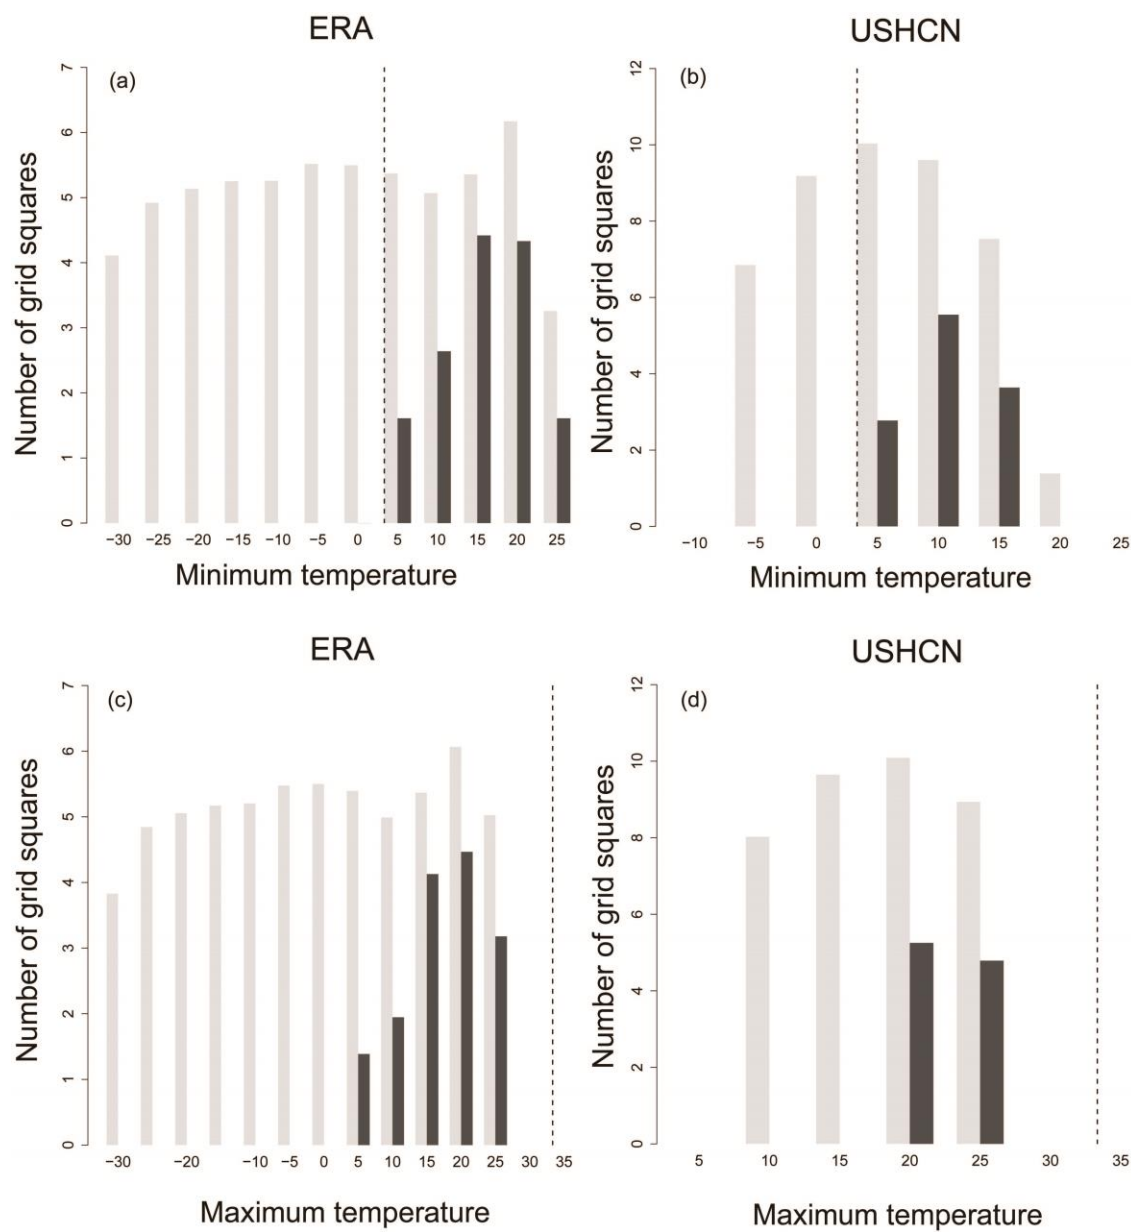 ERA
(a)
Number of grid squares
7
6
5
4
3
2
1
0
−30 −25 −20 −15 −10 −5 0 5 10 15 20 25
Minimum temperature
USHCN
(b)
Number of grid squares
12
10
8
6
4
2
0
−10 −5 0 5 10 15 20 25
Minimum temperature
ERA
(c)
Number of grid squares
7
6
5
4
3
2
1
0
−30 −20 −10 −5 0 5 10 15 20 25 30 35
Maximum temperature
USHCN
(d)
Number of grid squares
12
10
8
6
4
2
0
5 10 15 20 25 30 35
Maximum temperature